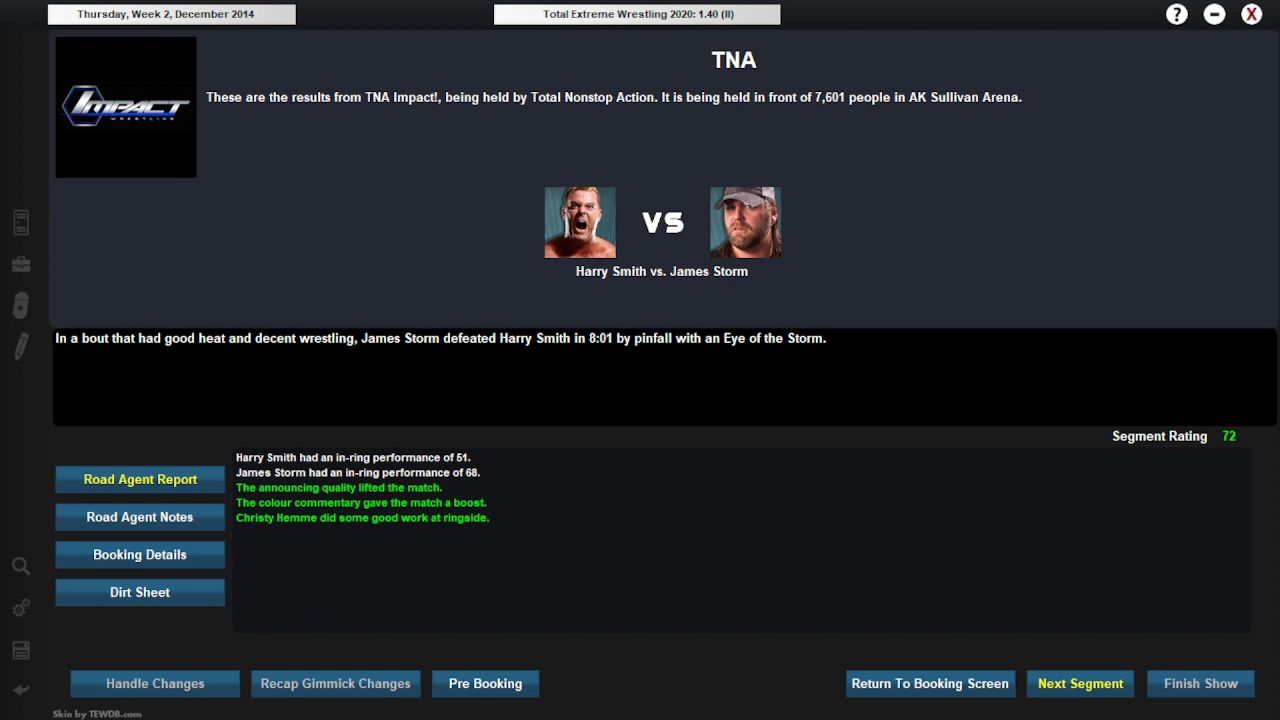 Thursday, Week 2, December 2014
Total Extreme Wrestling 2020: 1.40 (II)
?
X
TNA
IMPACT
WRESTLING
These are the results from TNA Impact!, being held by Total Nonstop Action. It is being held in front of 7,601 people in AK Sullivan Arena.
VS
Harry Smith vs. James Storm
In a bout that had good heat and decent wrestling, James Storm defeated Harry Smith in 8:01 by pinfall with an Eye of the Storm.
Segment Rating 72
Harry Smith had an in-ring performance of 51.
James Storm had an in-ring performance of 68.
The announcing quality lifted the match.
The colour commentary gave the match a boost.
Christy Hemme did some good work at ringside.
Road Agent Report
Road Agent Notes
Booking Details
Dirt Sheet
Handle Changes
Recap Gimmick Changes
Pre Booking
Return To Booking Screen
Next Segment
Finish Show
Skin by TEWDB.com